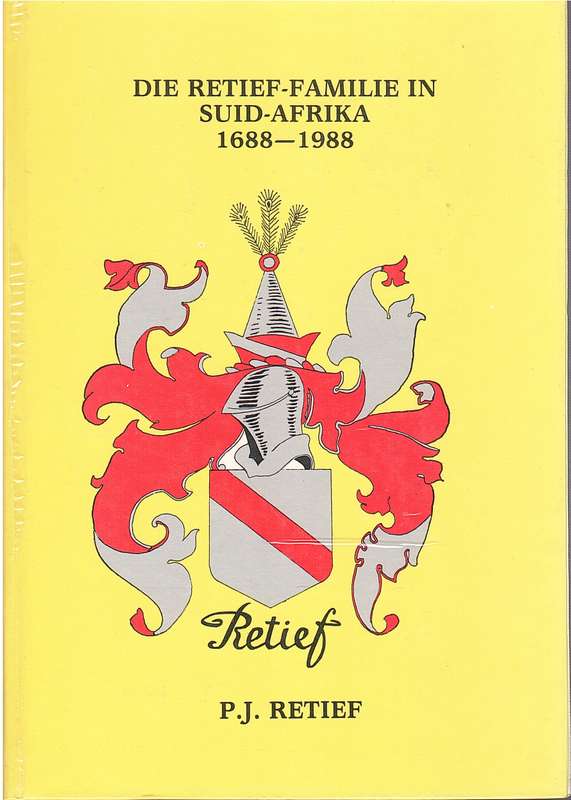 DIE RETIEF-FAMILIE IN
SUID-AFRIKA
1688—1988
Retief
P.J. RETIEF